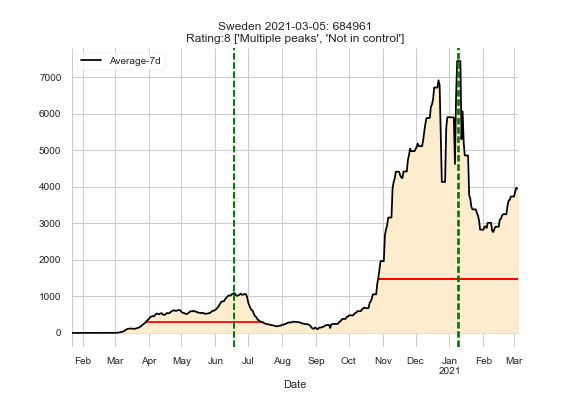 Sweden 2021-03-05: 684961
Rating:8 ['Multiple peaks', 'Not in control']
Average-7d
7000
6000
5000
4000
3000
2000
1000
0
Feb Mar Apr May Jun Jul Aug Sep Oct Nov Dec Jan Feb Mar
2021
Date